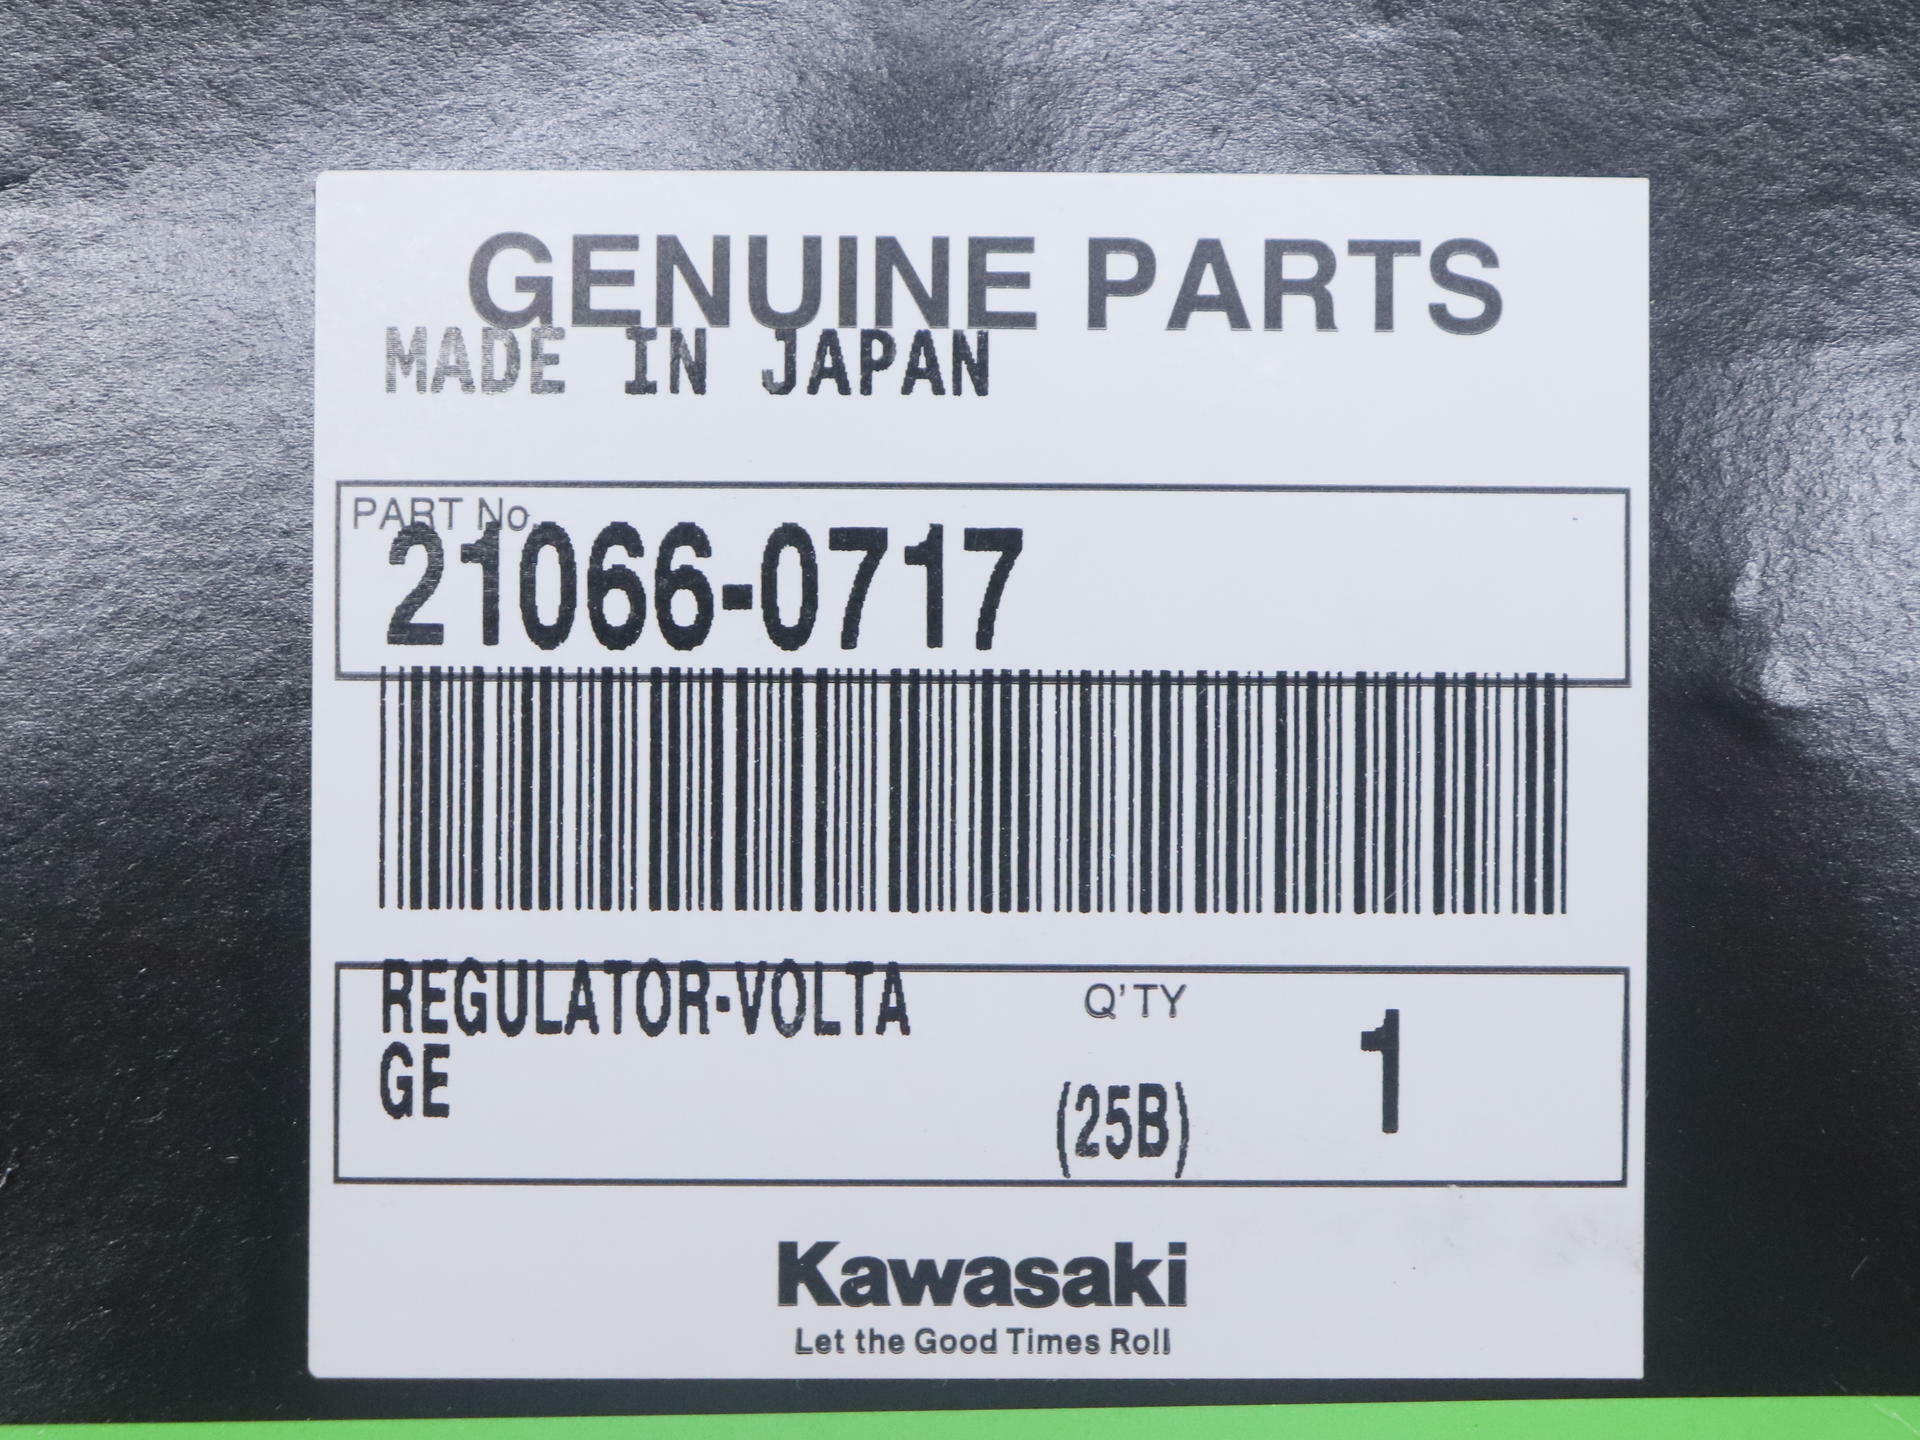 GENUINE PARTS
MADE IN JAPAN
PART No.
21066-0717
REGULATOR-VOLTA
GE
Q'TY
1
(25B)
Kawasaki
Let the Good Times Roll